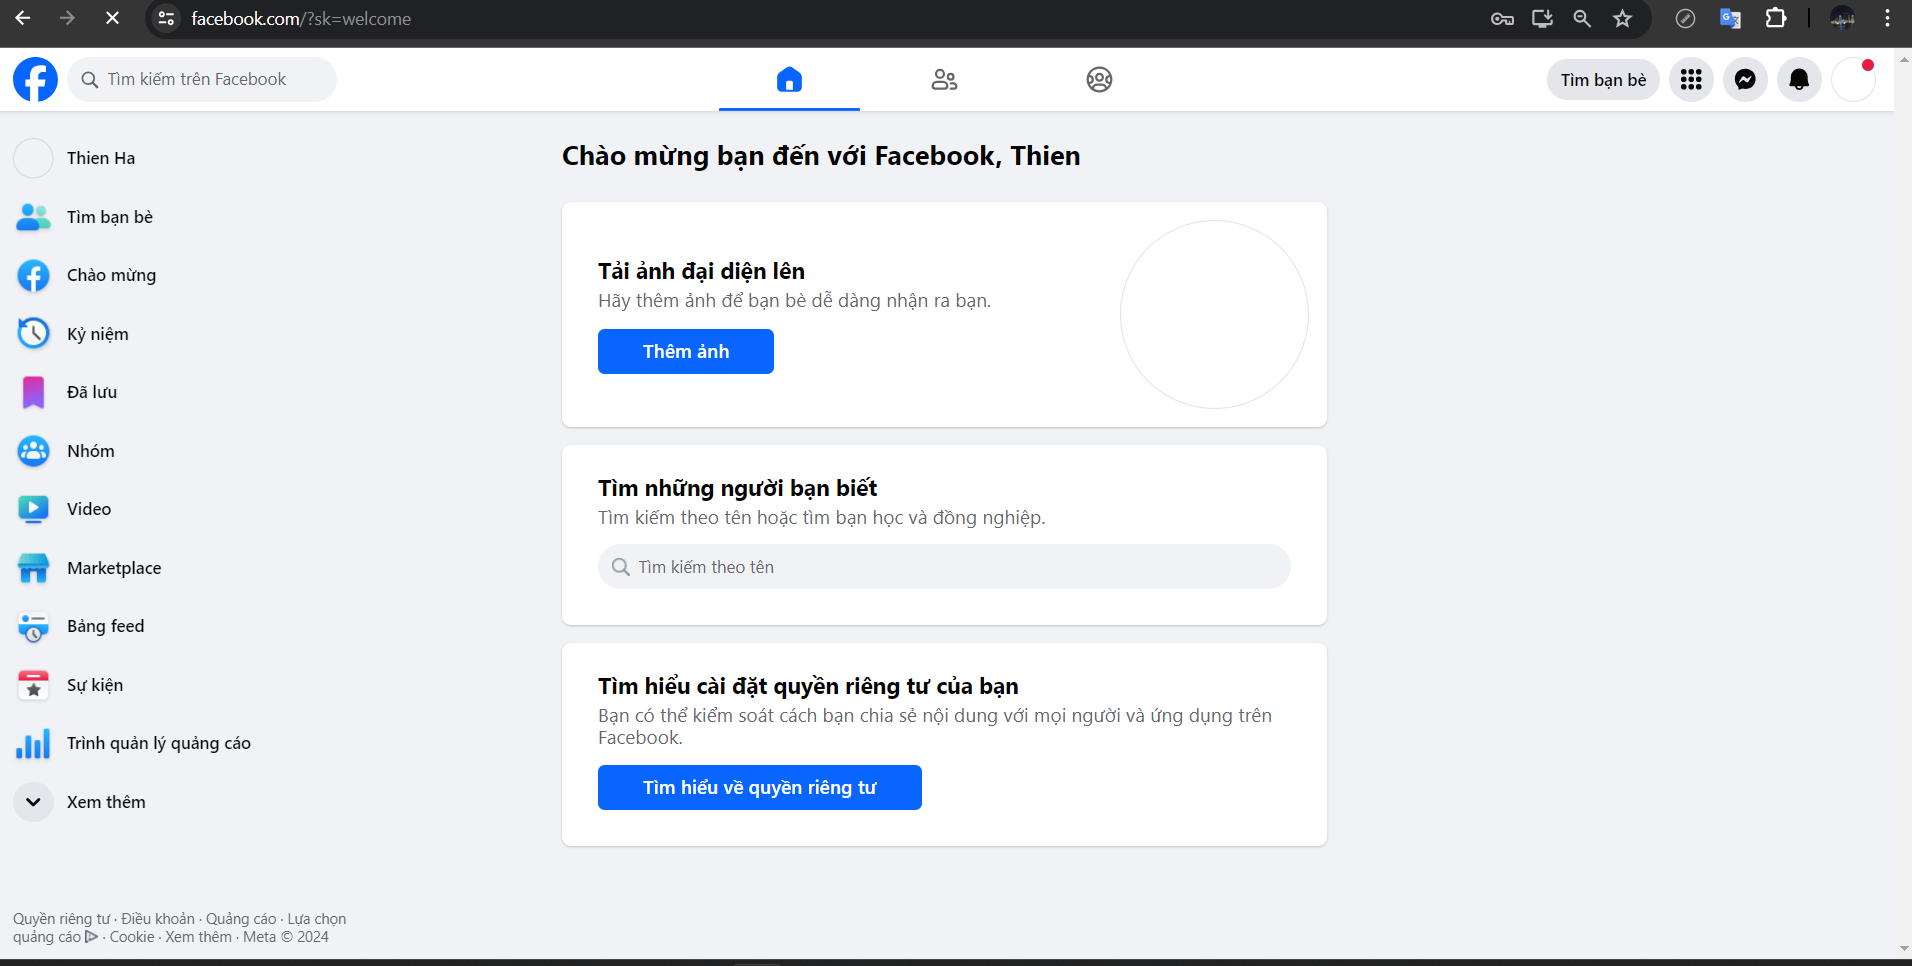 facebook.com/?sk=welcome
Tìm kiếm trên Facebook
Tìm bạn bè
Thien Ha
Tìm bạn bè
Chào mừng
Kỷ niệm
Đã lưu
Nhóm
Video
Marketplace
Bảng feed
Sự kiện
Trình quản lý quảng cáo
Xem thêm
Quyền riêng tư · Điều khoản · Quảng cáo · Lựa chọn
quảng cáo · Cookie · Xem thêm · Meta © 2024
Chào mừng bạn đến với Facebook, Thien
Tải ảnh đại diện lên
Hãy thêm ảnh để bạn bè dễ dàng nhận ra bạn.
Thêm ảnh
Tìm những người bạn biết
Tìm kiếm theo tên hoặc tìm bạn học và đồng nghiệp.
Tìm kiếm theo tên
Tìm hiểu cài đặt quyền riêng tư của bạn
Bạn có thể kiểm soát cách bạn chia sẻ nội dung với mọi người và ứng dụng trên
Facebook.
Tìm hiểu về quyền riêng tư